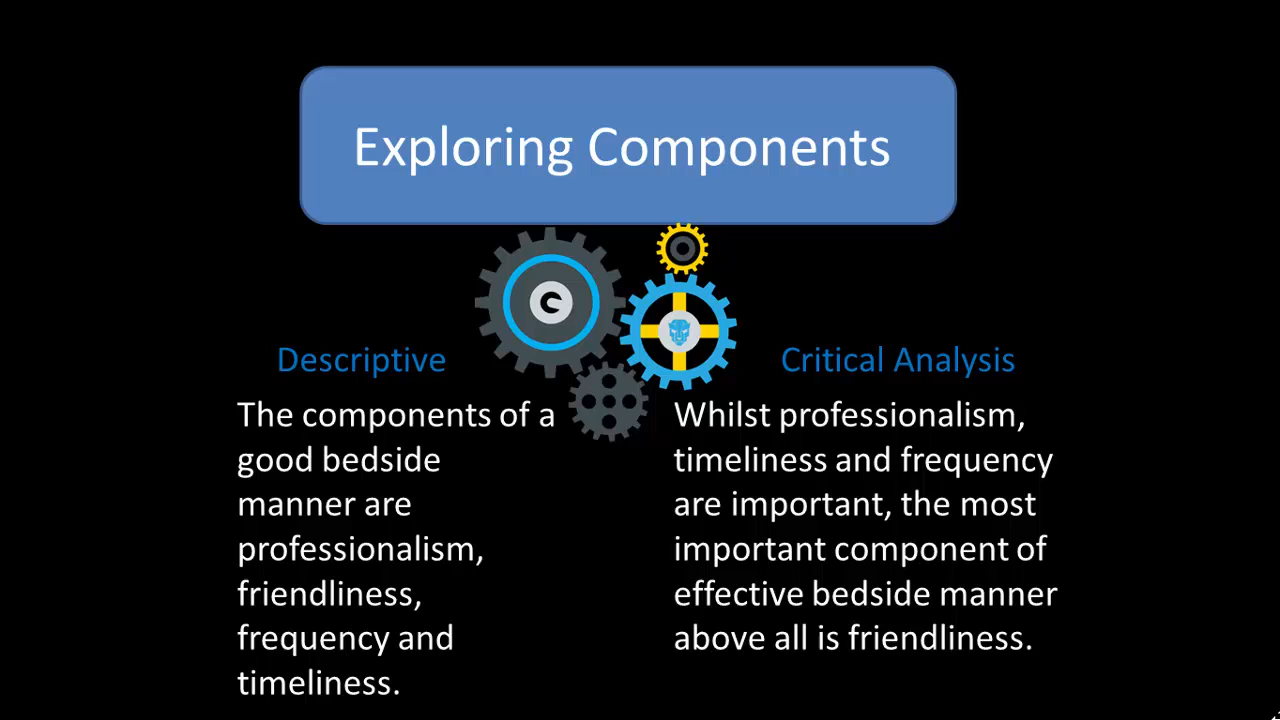 Exploring Components
Descriptive
The components of a
good bedside
manner are
professionalism,
friendliness,
frequency and
timeliness.
Critical Analysis
Whilst professionalism,
timeliness and frequency
are important, the most
important component of
effective bedside manner
above all is friendliness.